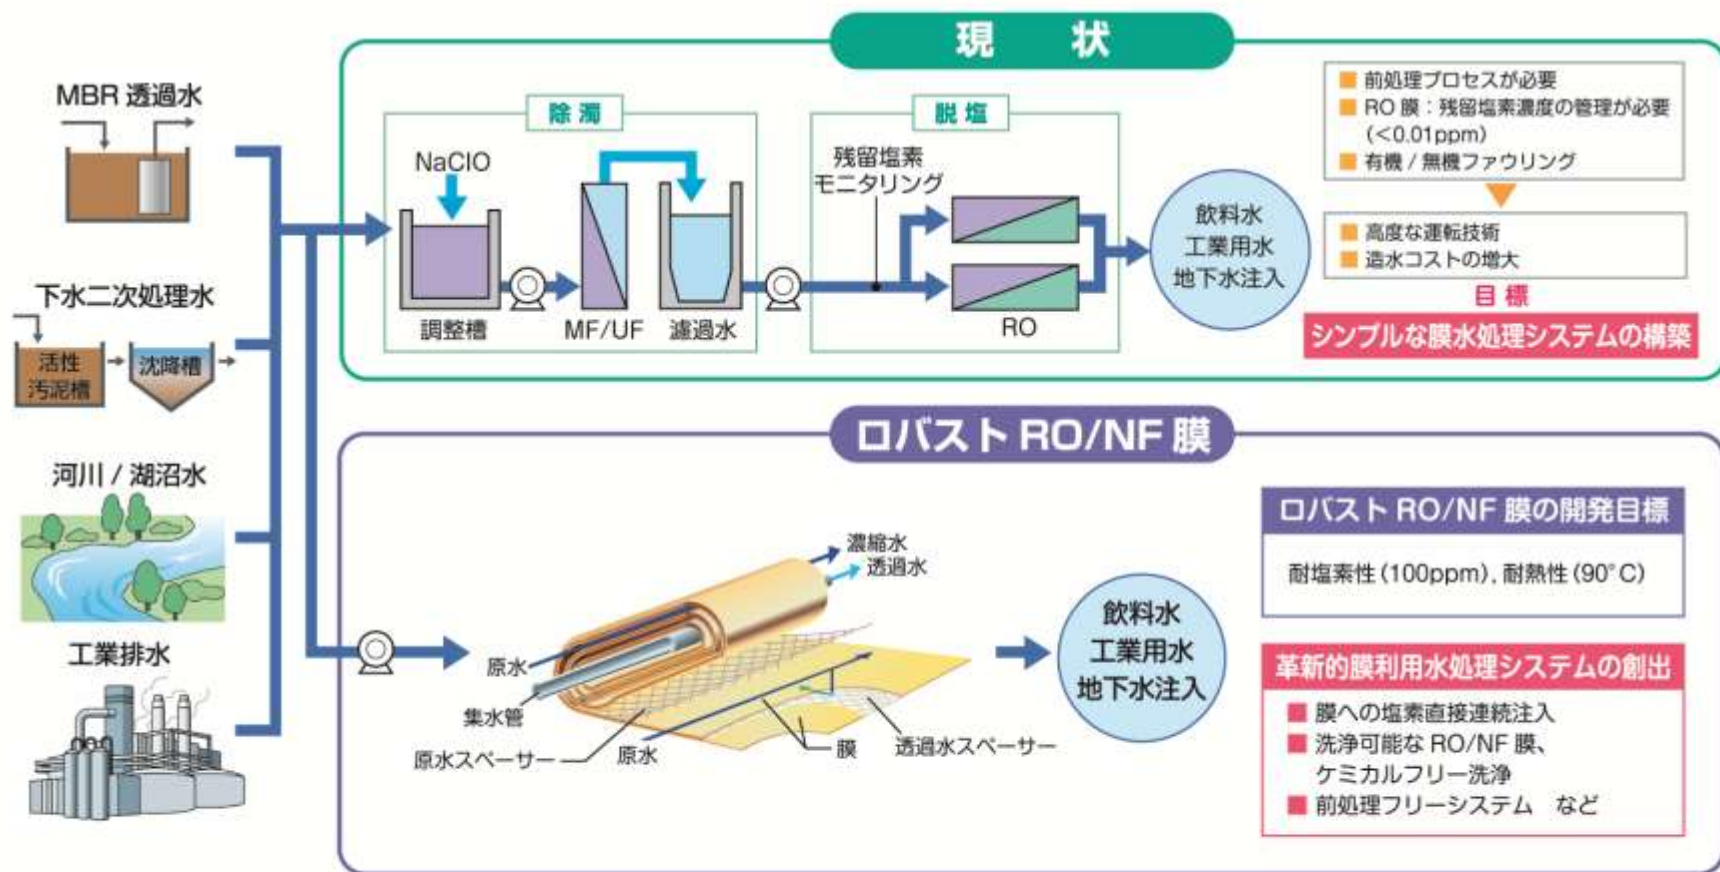 MBR 透過水
下水二次処理水
活性
汚泥槽
沈降槽
河川 / 湖沼水
工業排水
現 状
除 濁
NaClO
調整槽
MF/UF
濾過水
脱 塩
残留塩素
モニタリング
RO
飲料水
工業用水
地下水注入
■ 前処理プロセスが必要
■ RO 膜：残留塩素濃度の管理が必要
(<0.01ppm)
■ 有機 / 無機ファウリング
■ 高度な運転技術
■ 造水コストの増大
目 標
シンプルな膜水処理システムの構築
ロバスト RO/NF 膜
濃縮水
透過水
原水
集水管
原水スペーサー
原水
膜
透過水スペーサー
飲料水
工業用水
地下水注入
ロバスト RO/NF 膜の開発目標
耐塩素性 (100ppm), 耐熱性 (90°C)
革新的膜利用水処理システムの創出
■ 膜への塩素直接連続注入
■ 洗浄可能な RO/NF 膜、
ケミカルフリー洗浄
■ 前処理フリーシステム など